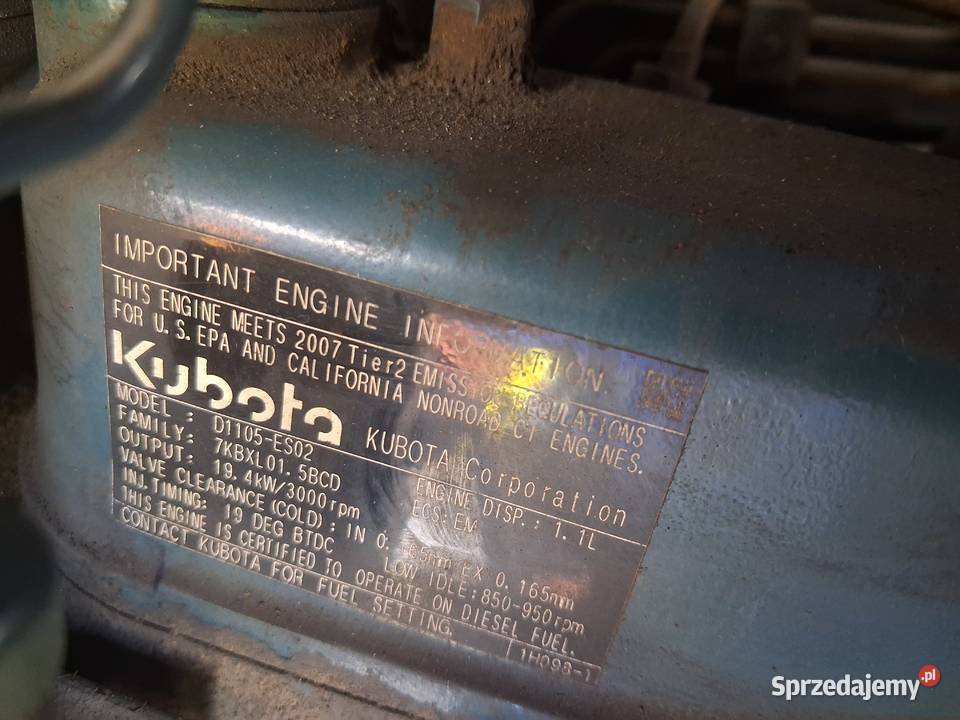 IMPORTANT ENGINE INFORMATION
THIS ENGINE MEETS 2007 Tier2 EMISSION REGULATIONS
FOR U.S. EPA AND CALIFORNIA NONROAD CI ENGINES.
Kubota KUBOTA Corporation
MODEL : D1105-ES02 ENGINE DISP.: 1.1L
FAMILY: 7KBXL01.5BCD ECS:EM
OUTPUT: 19.4kW/3000rpm
VALVE CLEARANCE(COLD): IN 0. 65mm EX 0.165mm
INJ.TIMING: 19 DEG BTDC LOW IDLE:850-950rpm
THIS ENGINE IS CERTIFIED TO OPERATE ON DIESEL FUEL.
CONTACT KUBOTA FOR FUEL SETTING.
1H098-1
Sprzedajemy.pl